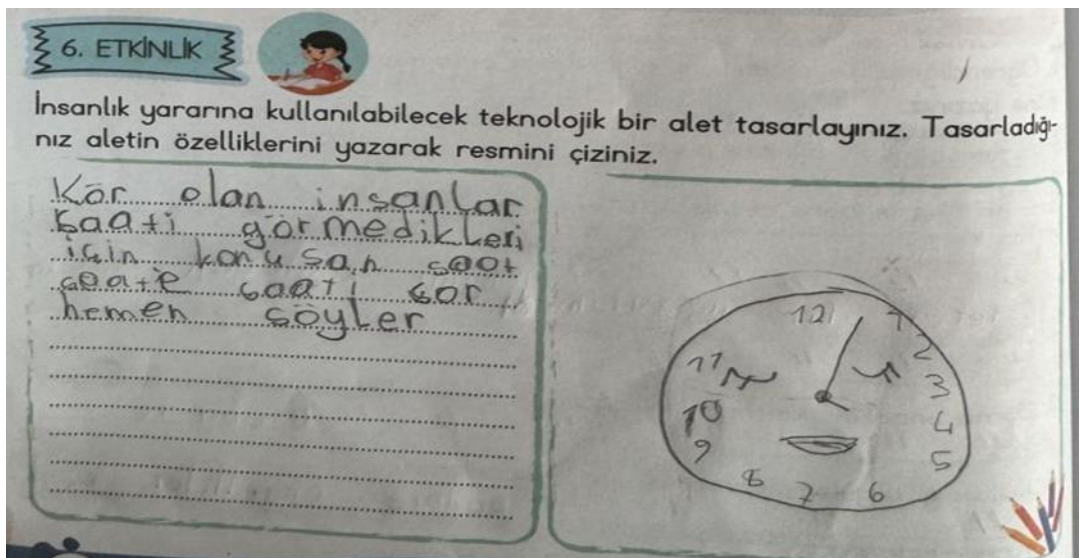 6. ETKİNLİK
İnsanlık yararına kullanılabilecek teknolojik bir alet tasarlayınız. Tasarladığı-
nız aletin özelliklerini yazarak resmini çiziniz.
Kör olan insanlar
saati görmedikleri
için konuşan saat
saate saati sor
hemen söyler
12 1
2
3
4
5
6
7
8
9
10
11